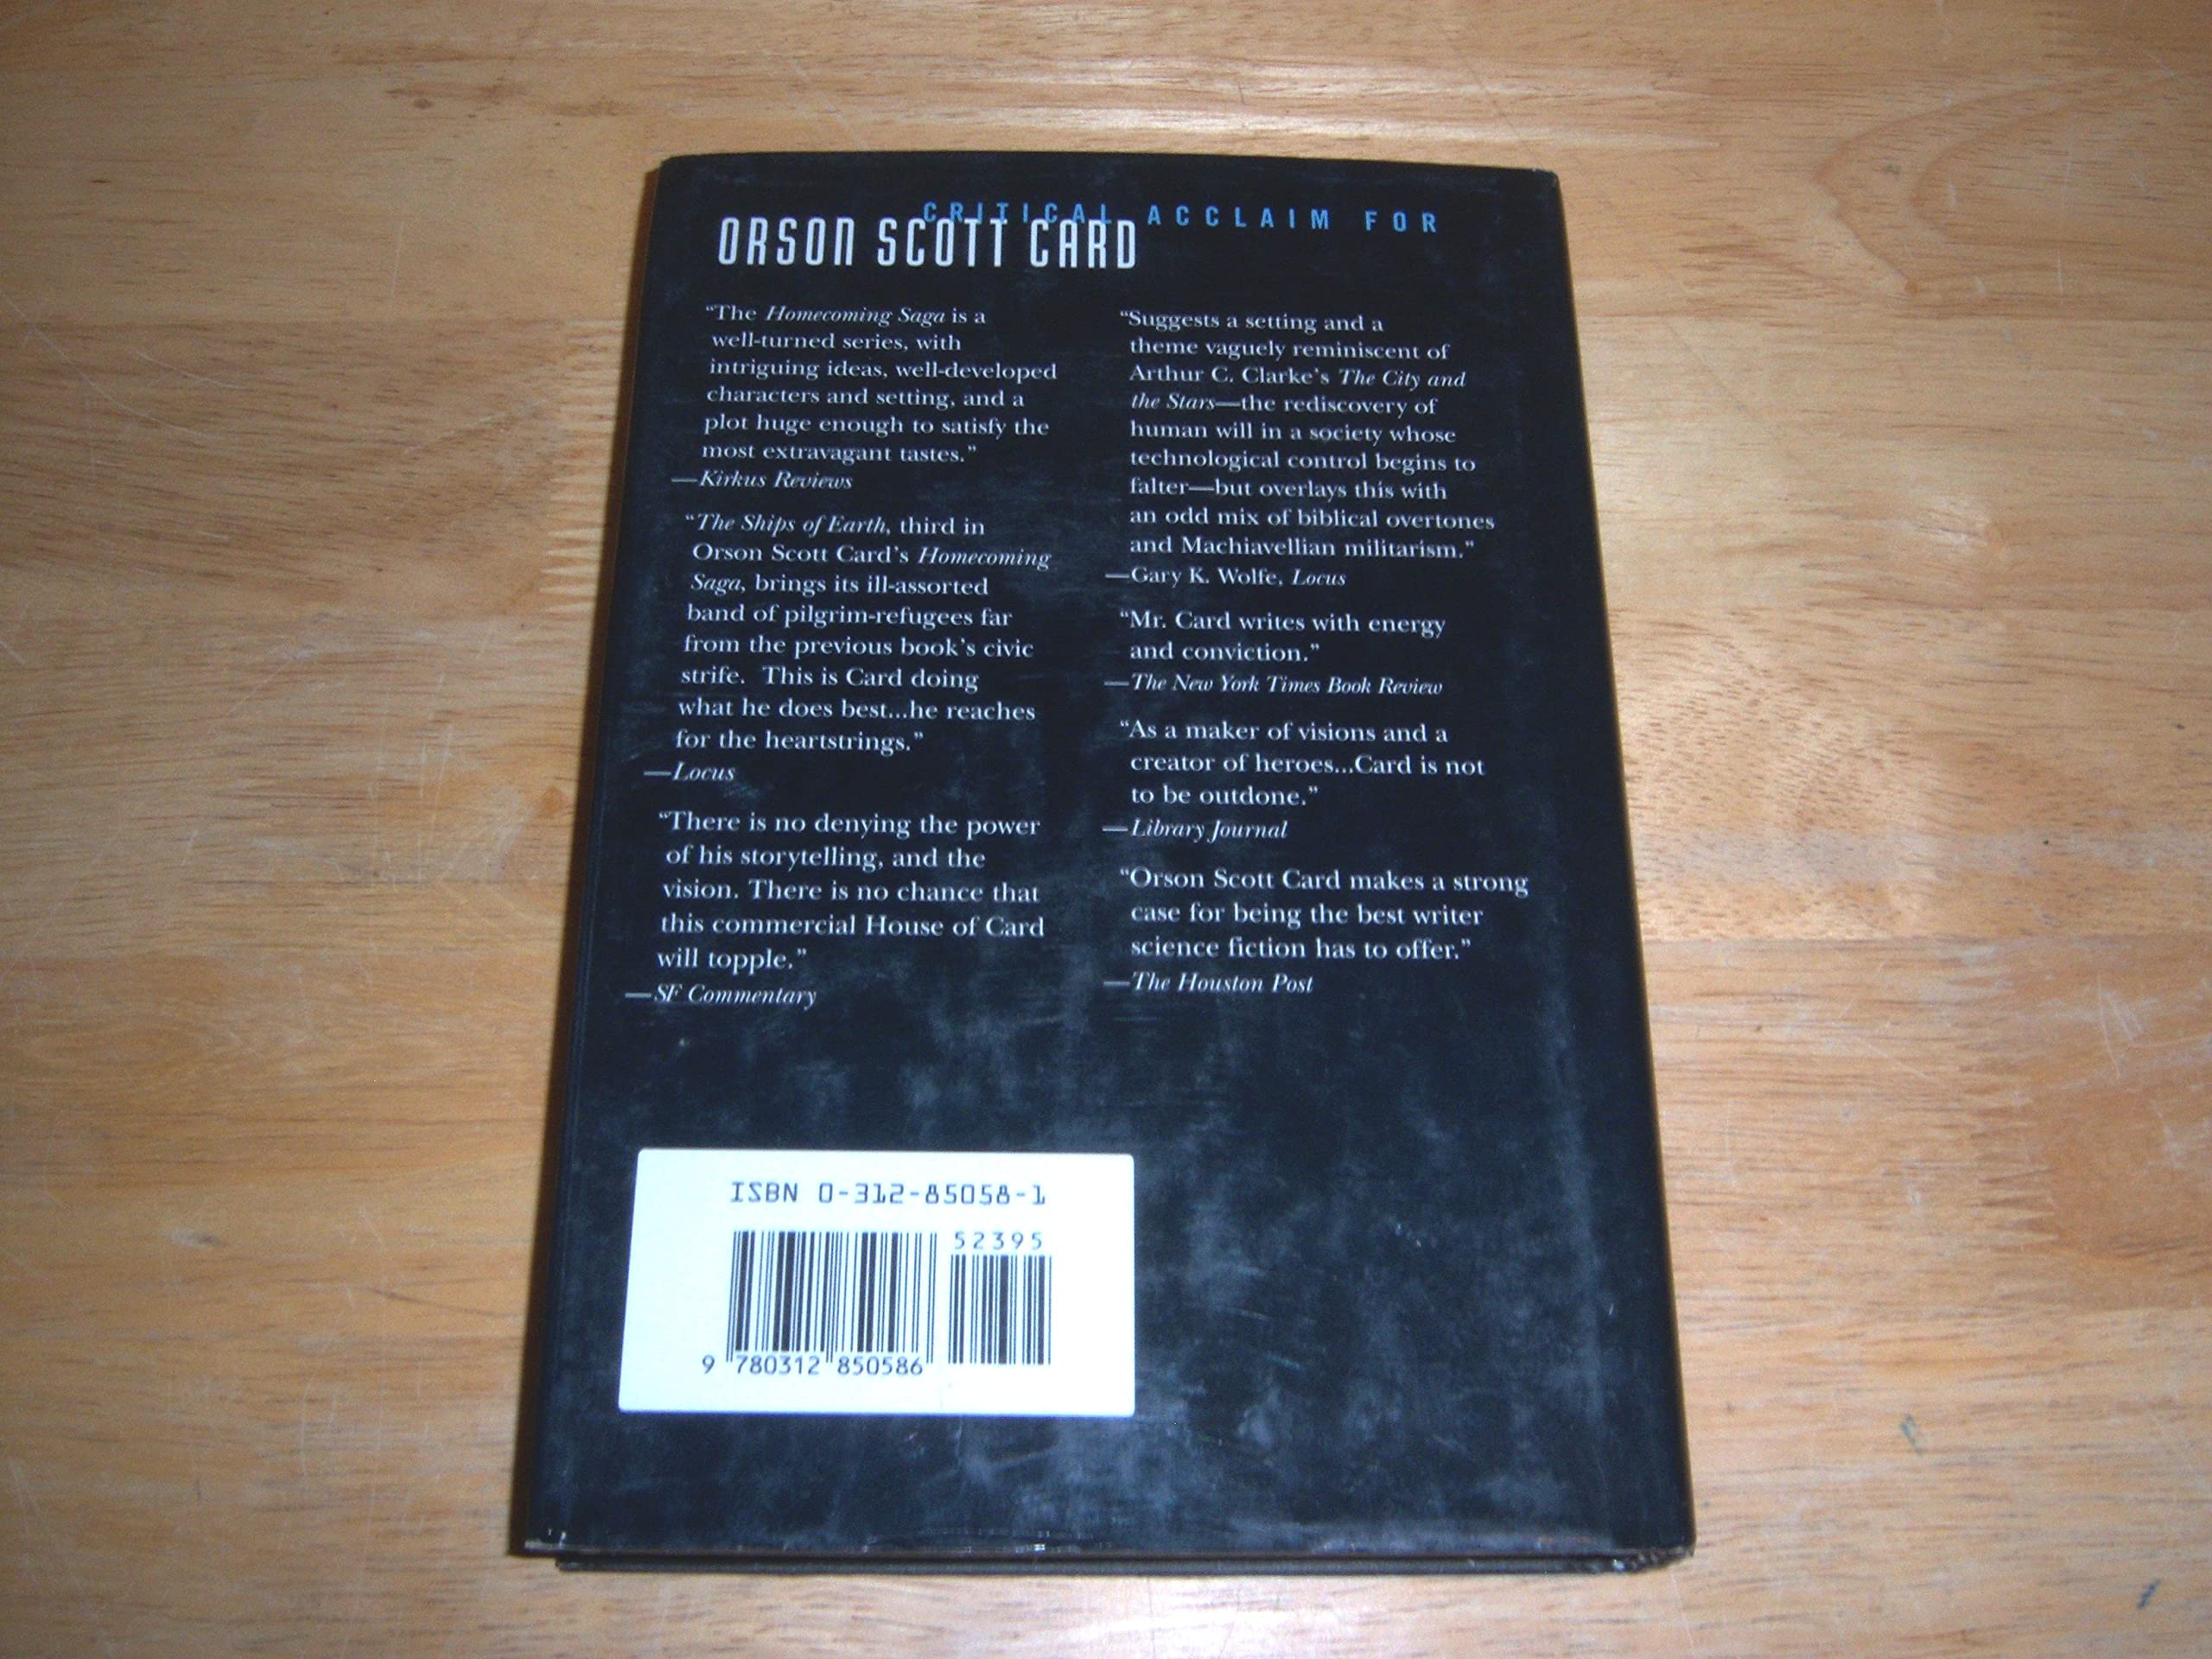 CRITICAL ACCLAIM FOR
ORSON SCOTT CARD
“The Homecoming Saga is a
well-turned series, with
intriguing ideas, well-developed
characters and setting, and a
plot huge enough to satisfy the
most extravagant tastes.”
—Kirkus Reviews
“The Ships of Earth, third in
Orson Scott Card’s Homecoming
Saga, brings its ill-assorted
band of pilgrim-refugees far
from the previous book’s civic
strife. This is Card doing
what he does best...he reaches
for the heartstrings.”
—Locus
“There is no denying the power
of his storytelling, and the
vision. There is no chance that
this commercial House of Card
will topple.”
—SF Commentary
“Suggests a setting and a
theme vaguely reminiscent of
Arthur C. Clarke’s The City and
the Stars—the rediscovery of
human will in a society whose
technological control begins to
falter—but overlays this with
an odd mix of biblical overtones
and Machiavellian militarism.”
—Gary K. Wolfe, Locus
“Mr. Card writes with energy
and conviction.”
—The New York Times Book Review
“As a maker of visions and a
creator of heroes...Card is not
to be outdone.”
—Library Journal
“Orson Scott Card makes a strong
case for being the best writer
science fiction has to offer.”
—The Houston Post
ISBN 0-312-85058-1
52395
9 780312 850586